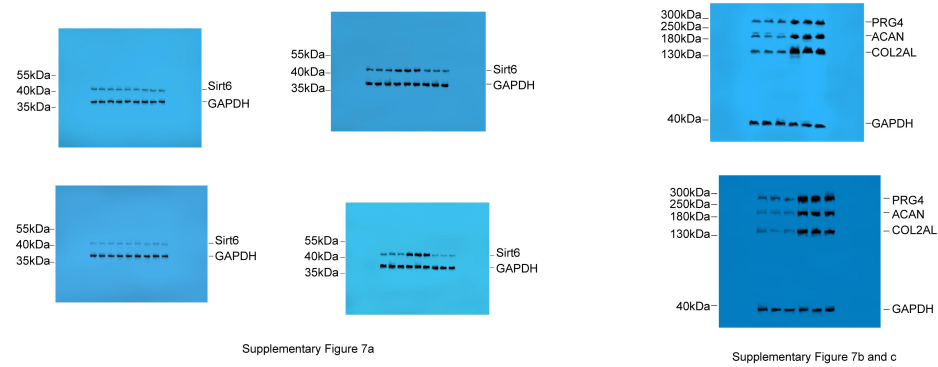 55kDa
40kDa
35kDa
Sirt6
GAPDH
55kDa
40kDa
35kDa
Sirt6
GAPDH
55kDa
40kDa
35kDa
Sirt6
GAPDH
55kDa
40kDa
35kDa
Sirt6
GAPDH
Supplementary Figure 7a
300kDa
250kDa
180kDa
130kDa
40kDa
PRG4
ACAN
COL2AL
GAPDH
300kDa
250kDa
180kDa
130kDa
40kDa
PRG4
ACAN
COL2AL
GAPDH
Supplementary Figure 7b and c